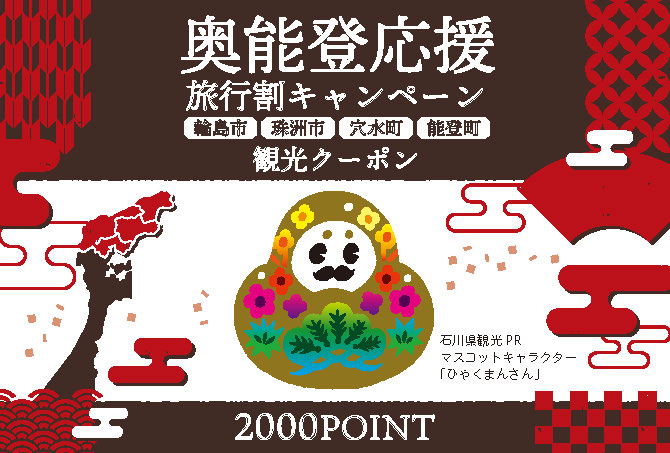 奥能登応援
旅行割キャンペーン
輪島市 珠洲市 穴水町 能登町
観光クーポン
石川県観光PR
マスコットキャラクター
「ひゃくまんさん」
2000POINT